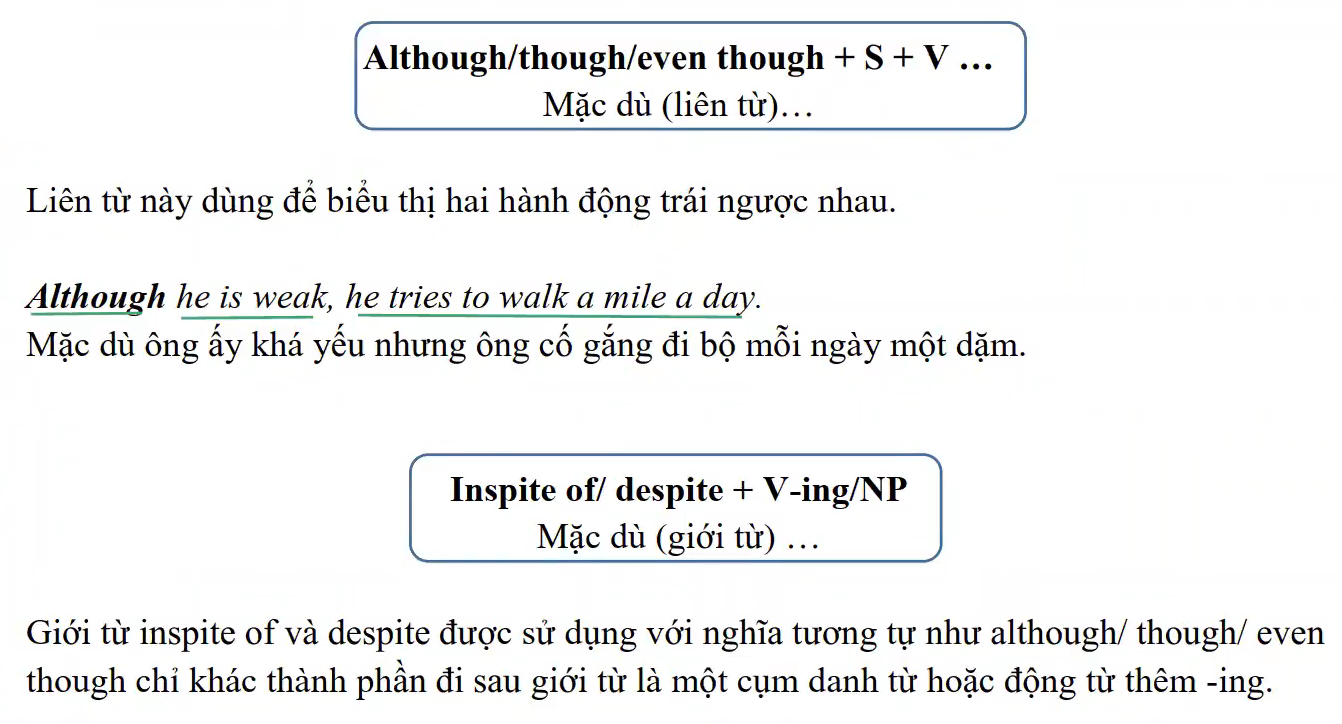 Although/though/even though + S + V …
Mặc dù (liên từ)…
Liên từ này dùng để biểu thị hai hành động trái ngược nhau.
Although he is weak, he tries to walk a mile a day.
Mặc dù ông ấy khá yếu nhưng ông cố gắng đi bộ mỗi ngày một dặm.
Inspite of/ despite + V-ing/NP
Mặc dù (giới từ) …
Giới từ inspite of và despite được sử dụng với nghĩa tương tự như although/ though/ even
though chỉ khác thành phần đi sau giới từ là một cụm danh từ hoặc động từ thêm -ing.